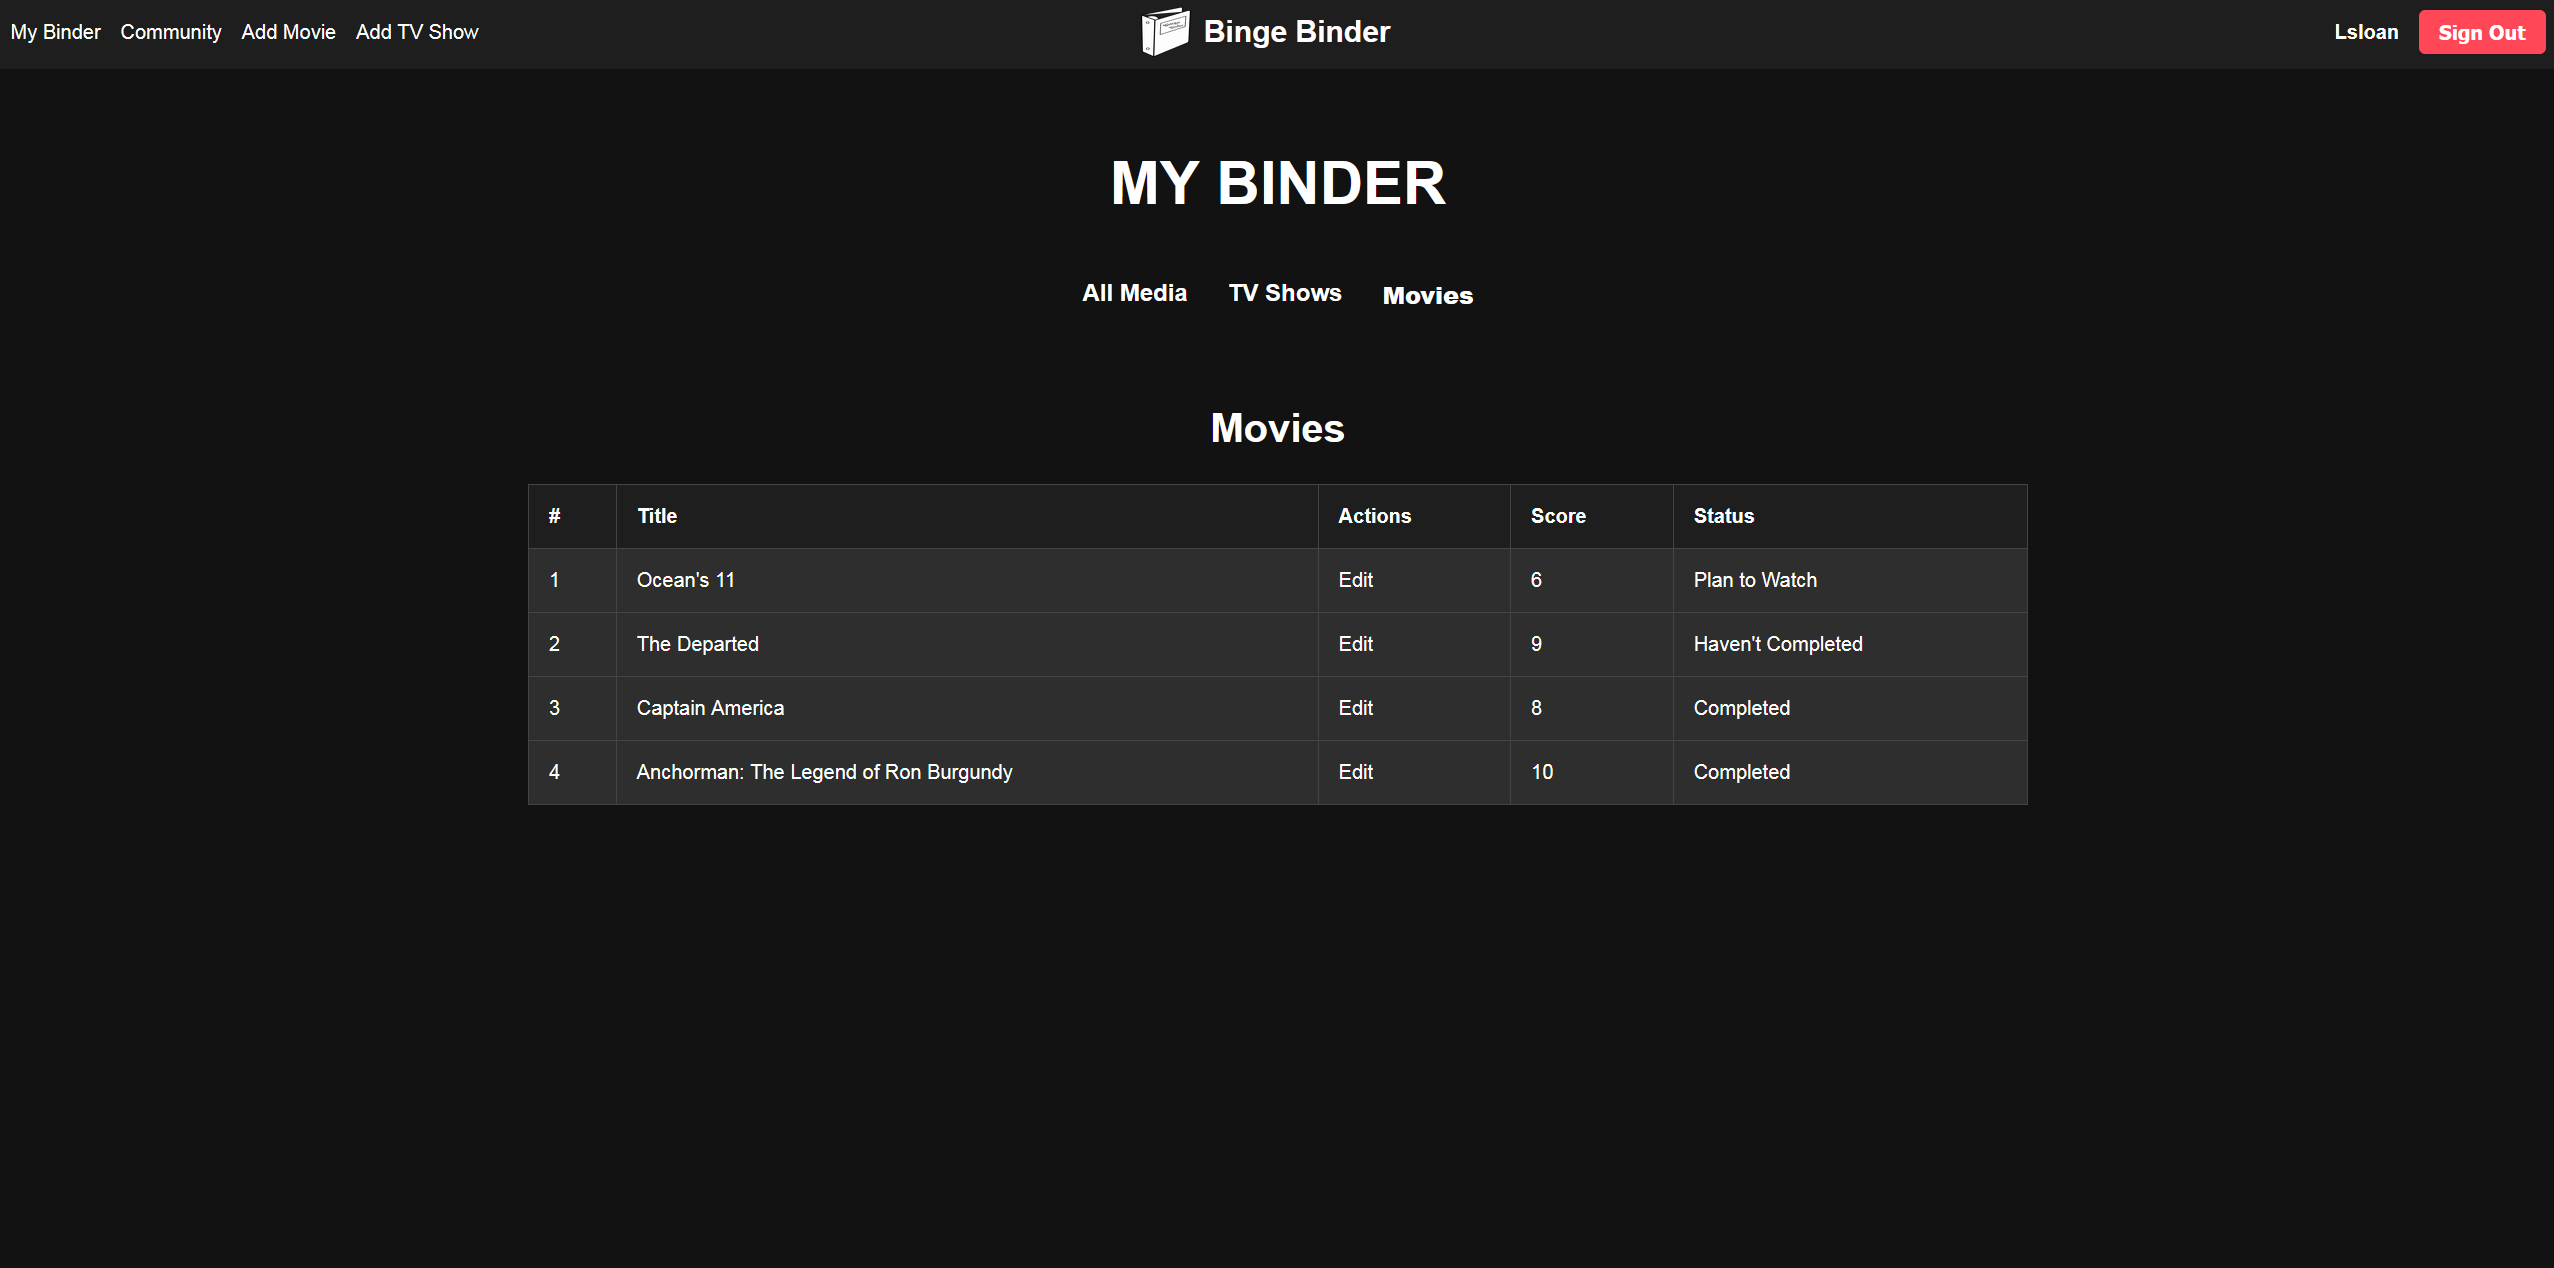 My Binder Community Add Movie Add TV Show Binge Binder Lsloan Sign Out
MY BINDER
All Media TV Shows Movies
Movies
# Title Actions Score Status
1 Ocean's 11 Edit 6 Plan to Watch
2 The Departed Edit 9 Haven't Completed
3 Captain America Edit 8 Completed
4 Anchorman: The Legend of Ron Burgundy Edit 10 Completed